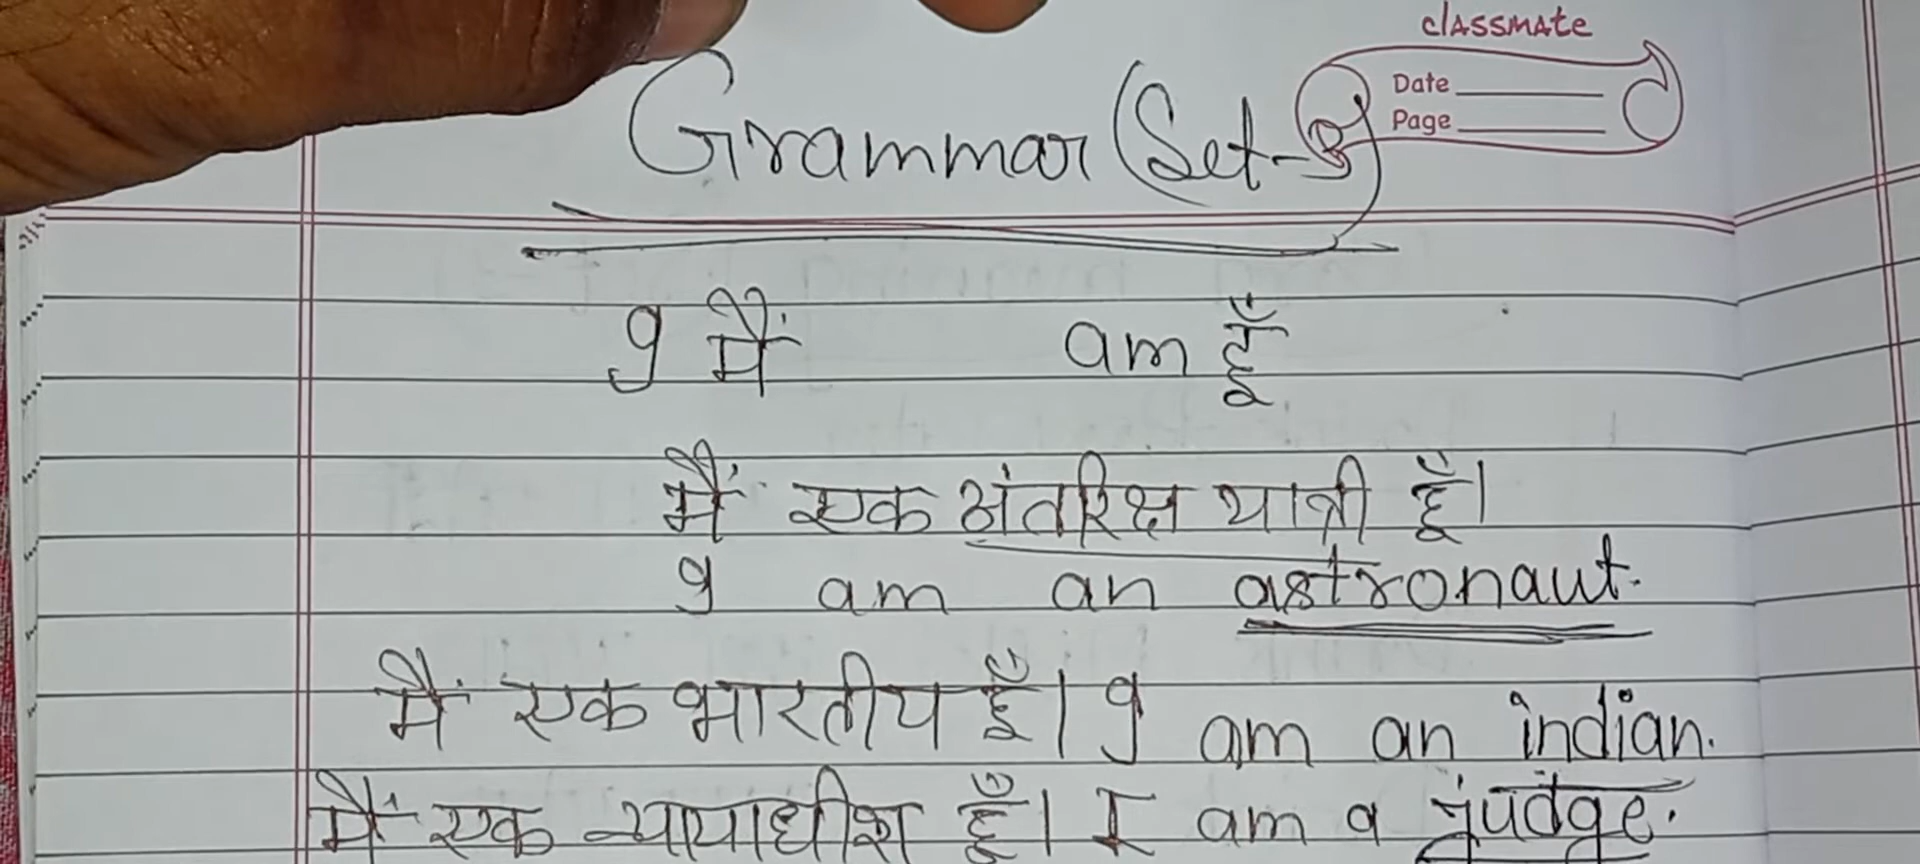 classmate
Date
Page
Grammar (Set-3)
I मैं am हूँ
मैं एक अंतरिक्ष यात्री हूँ।
I am an astronaut.
मैं एक भारतीय हूँ। I am an indian.
मैं एक न्यायाधीश हूँ। I am a judge.